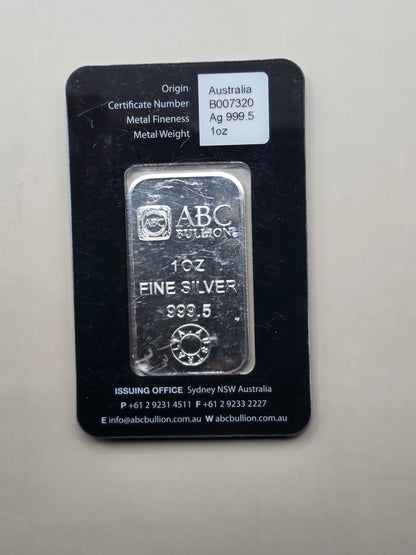 Origin Australia
Certificate Number B007320
Metal Fineness Ag 999.5
Metal Weight 1oz
ABC ABC
BULLION
1OZ
FINE SILVER
999.5
AUSTRALIA
ISSUING OFFICE Sydney NSW Australia
P +61 2 9231 4511 F +61 2 9233 2227
E info@abcbullion.com.au W abcbullion.com.au